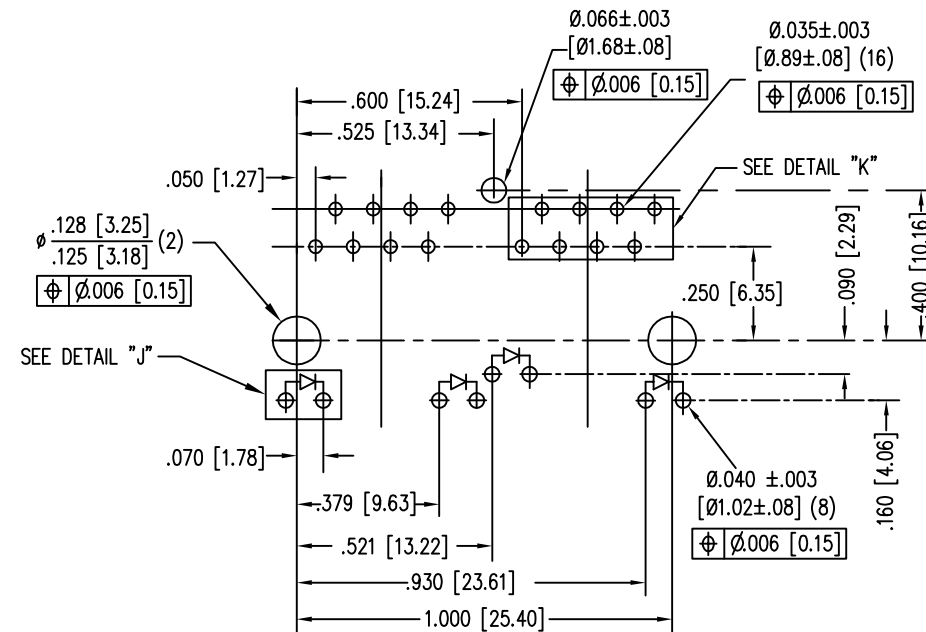 Ø.066±.003
[Ø1.68±.08]
⌖ Ø.006 [0.15]
Ø.035±.003
[Ø.89±.08] (16)
⌖ Ø.006 [0.15]
.600 [15.24]
.525 [13.34]
.050 [1.27]
SEE DETAIL "K"
ø .128 [3.25]
.125 [3.18] (2)
⌖ Ø.006 [0.15]
.250 [6.35]
.090 [2.29]
.400 [10.16]
SEE DETAIL "J"
.070 [1.78]
.379 [9.63]
.521 [13.22]
.930 [23.61]
1.000 [25.40]
Ø.040 ±.003
[Ø1.02±.08] (8)
⌖ Ø.006 [0.15]
.160 [4.06]